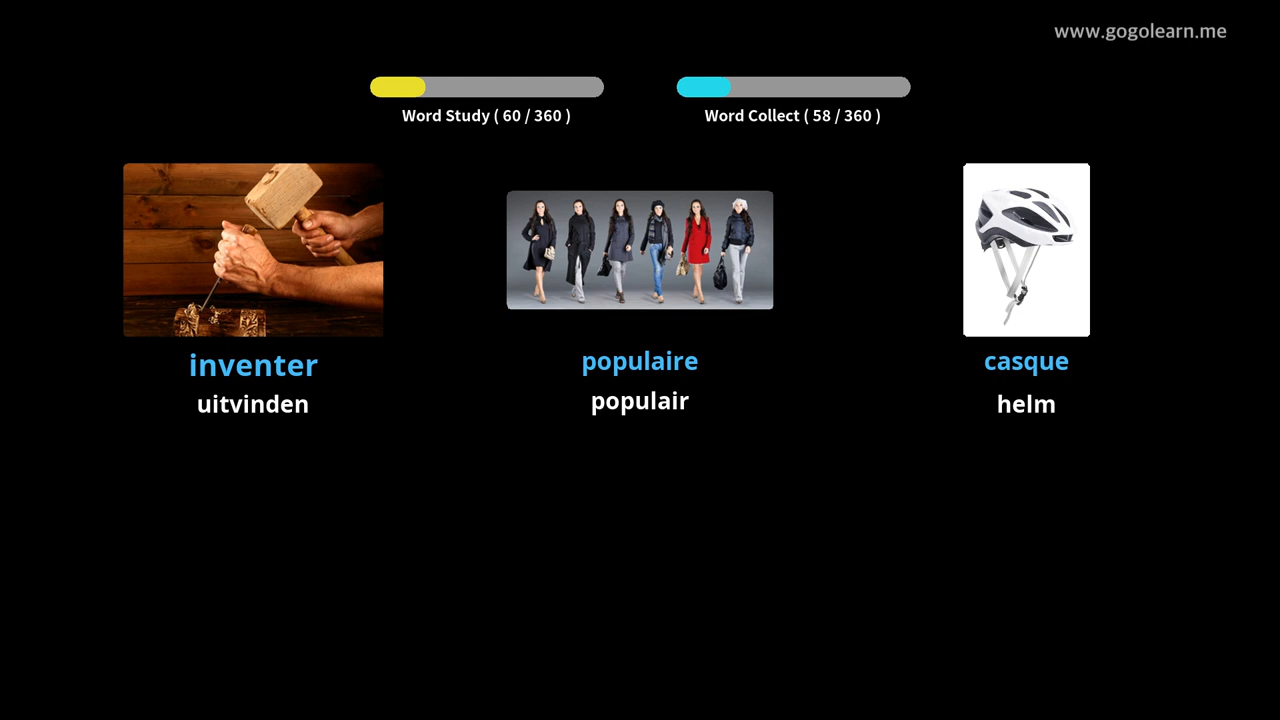 www.gogolearn.me
Word Study ( 60 / 360 )
Word Collect ( 58 / 360 )
inventer
uitvinden
populaire
populair
casque
helm